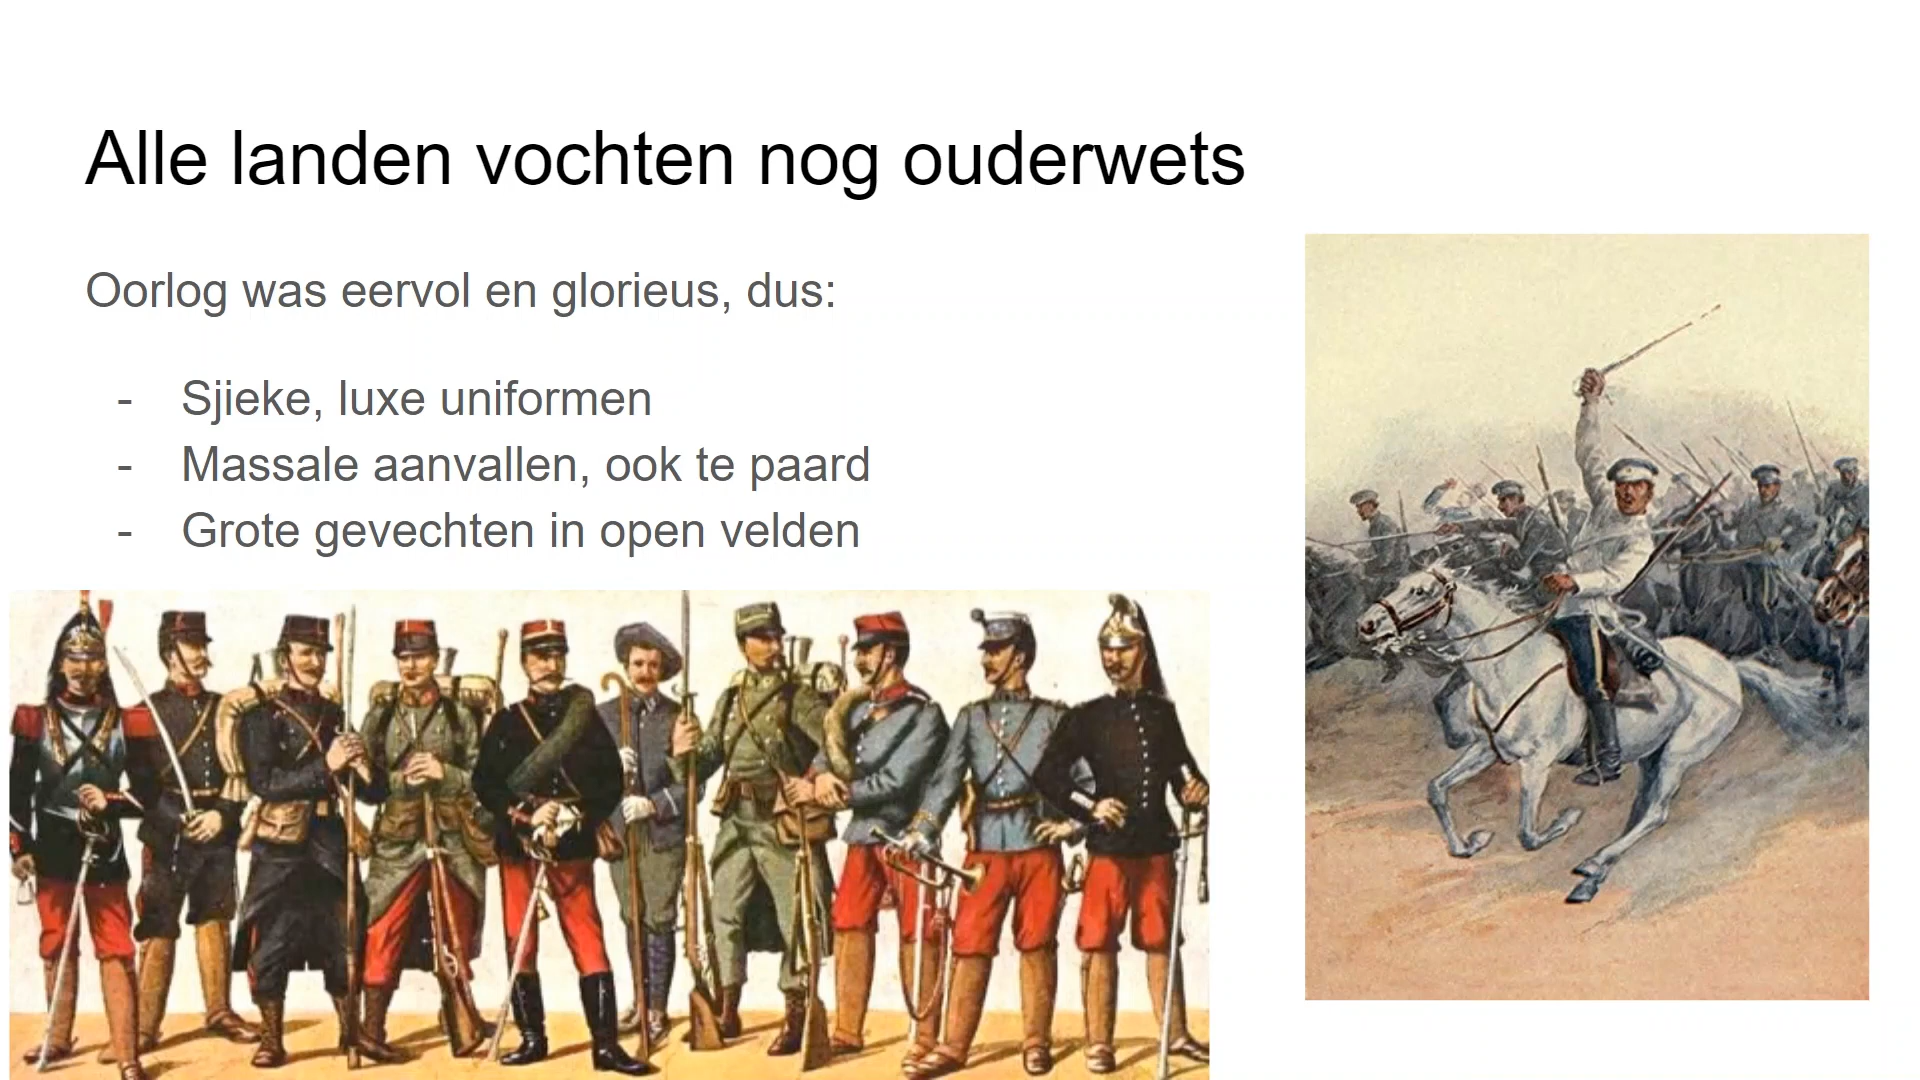 Alle landen vochten nog ouderwets
Oorlog was eervol en glorieus, dus:
- Sjieke, luxe uniformen
- Massale aanvallen, ook te paard
- Grote gevechten in open velden